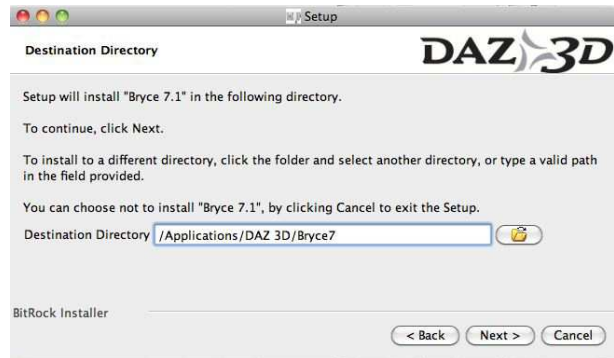 Setup
Destination Directory
DAZ 3D
Setup will install "Bryce 7.1" in the following directory.
To continue, click Next.
To install to a different directory, click the folder and select another directory, or type a valid path
in the field provided.
You can choose not to install "Bryce 7.1", by clicking Cancel to exit the Setup.
Destination Directory /Applications/DAZ 3D/Bryce7
BitRock Installer
< Back Next > Cancel